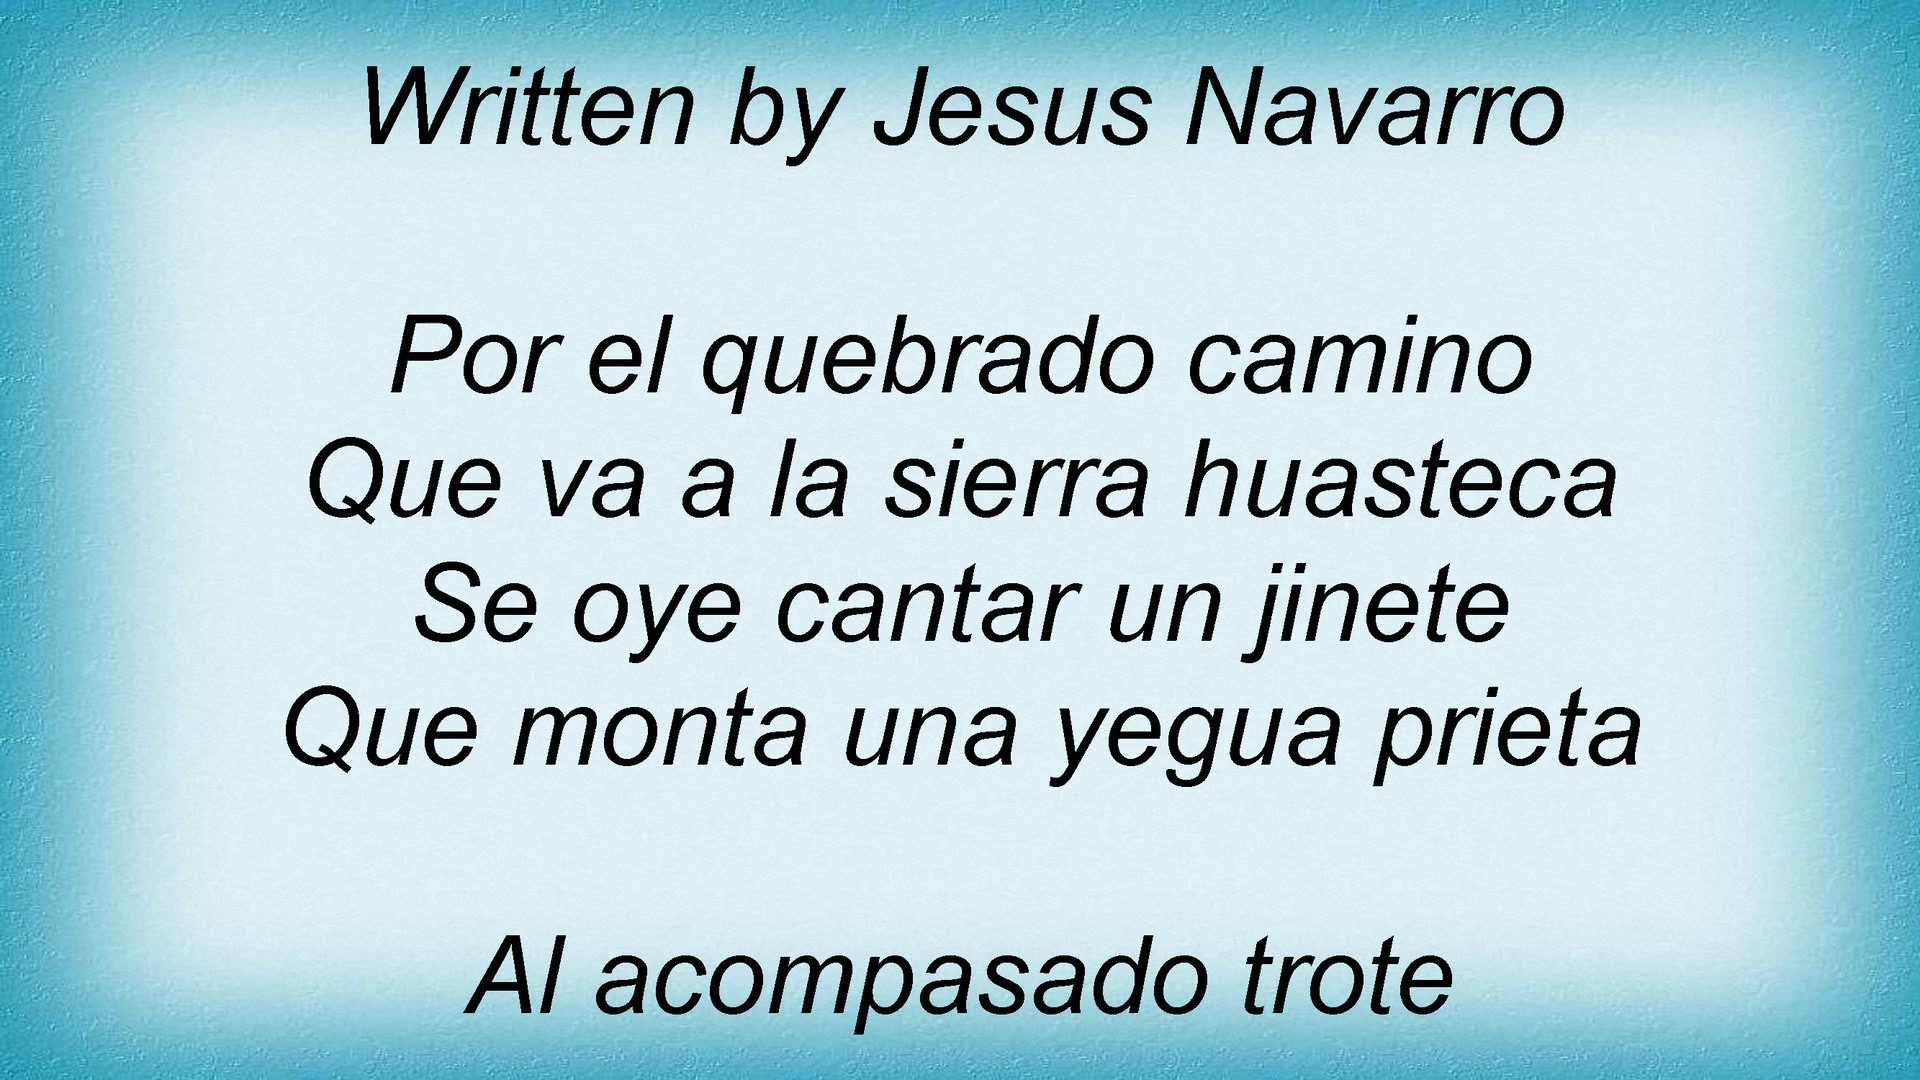 Written by Jesus Navarro
Por el quebrado camino
Que va a la sierra huasteca
Se oye cantar un jinete
Que monta una yegua prieta
Al acompasado trote